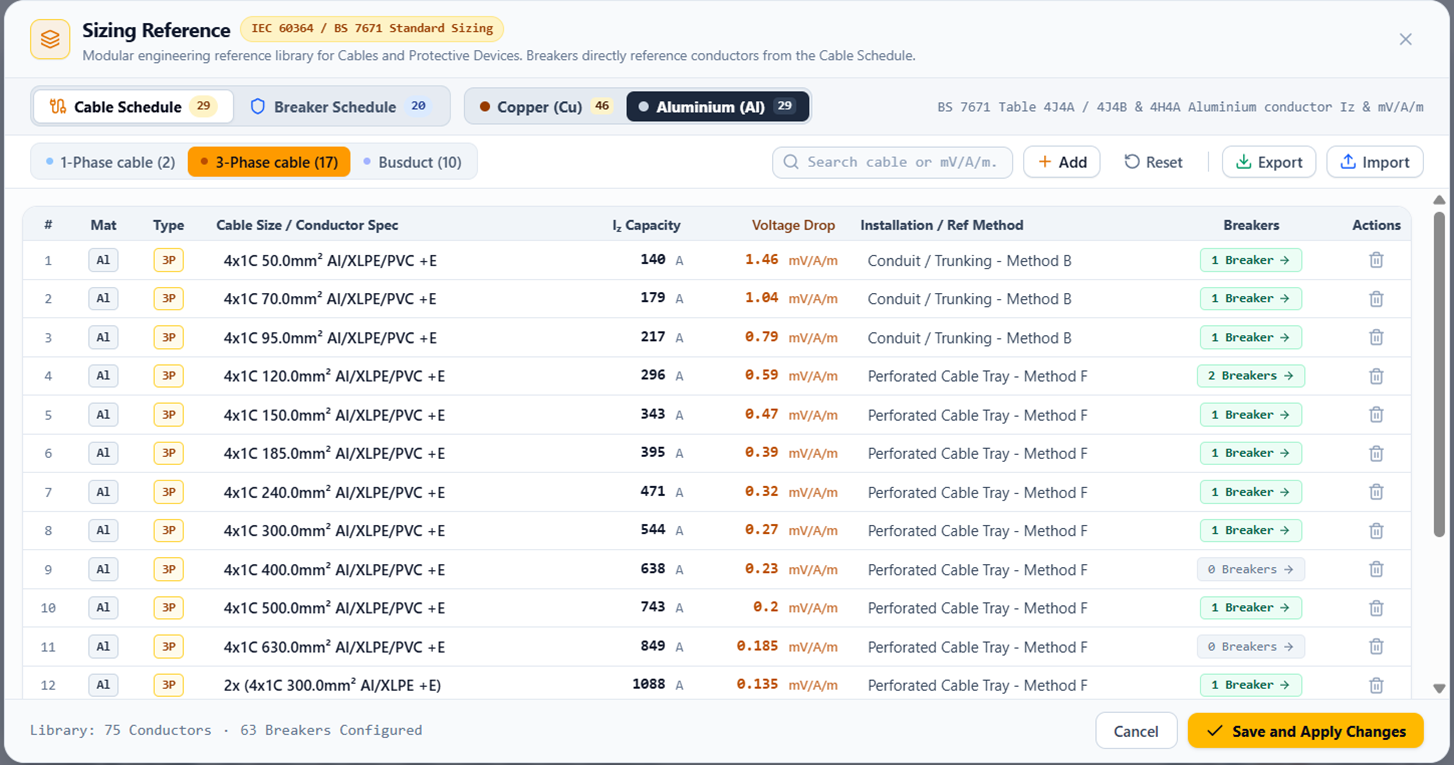 Sizing Reference IEC 60364 / BS 7671 Standard Sizing
Modular engineering reference library for Cables and Protective Devices. Breakers directly reference conductors from the Cable Schedule.
Cable Schedule 29 Breaker Schedule 20 Copper (Cu) 46 Aluminium (Al) 29 BS 7671 Table 4J4A / 4J4B & 4H4A Aluminium conductor Iz & mV/A/m
1-Phase cable (2) 3-Phase cable (17) Busduct (10) Search cable or mV/A/m. + Add Reset Export Import
# Mat Type Cable Size / Conductor Spec Iz Capacity Voltage Drop Installation / Ref Method Breakers Actions
1 Al 3P 4x1C 50.0mm² Al/XLPE/PVC +E 140 A 1.46 mV/A/m Conduit / Trunking - Method B 1 Breaker →
2 Al 3P 4x1C 70.0mm² Al/XLPE/PVC +E 179 A 1.04 mV/A/m Conduit / Trunking - Method B 1 Breaker →
3 Al 3P 4x1C 95.0mm² Al/XLPE/PVC +E 217 A 0.79 mV/A/m Conduit / Trunking - Method B 1 Breaker →
4 Al 3P 4x1C 120.0mm² Al/XLPE/PVC +E 296 A 0.59 mV/A/m Perforated Cable Tray - Method F 2 Breakers →
5 Al 3P 4x1C 150.0mm² Al/XLPE/PVC +E 343 A 0.47 mV/A/m Perforated Cable Tray - Method F 1 Breaker →
6 Al 3P 4x1C 185.0mm² Al/XLPE/PVC +E 395 A 0.39 mV/A/m Perforated Cable Tray - Method F 1 Breaker →
7 Al 3P 4x1C 240.0mm² Al/XLPE/PVC +E 471 A 0.32 mV/A/m Perforated Cable Tray - Method F 1 Breaker →
8 Al 3P 4x1C 300.0mm² Al/XLPE/PVC +E 544 A 0.27 mV/A/m Perforated Cable Tray - Method F 1 Breaker →
9 Al 3P 4x1C 400.0mm² Al/XLPE/PVC +E 638 A 0.23 mV/A/m Perforated Cable Tray - Method F 0 Breakers →
10 Al 3P 4x1C 500.0mm² Al/XLPE/PVC +E 743 A 0.2 mV/A/m Perforated Cable Tray - Method F 1 Breaker →
11 Al 3P 4x1C 630.0mm² Al/XLPE/PVC +E 849 A 0.185 mV/A/m Perforated Cable Tray - Method F 0 Breakers →
12 Al 3P 2x (4x1C 300.0mm² Al/XLPE +E) 1088 A 0.135 mV/A/m Perforated Cable Tray - Method F 1 Breaker →
Library: 75 Conductors · 63 Breakers Configured Cancel Save and Apply Changes